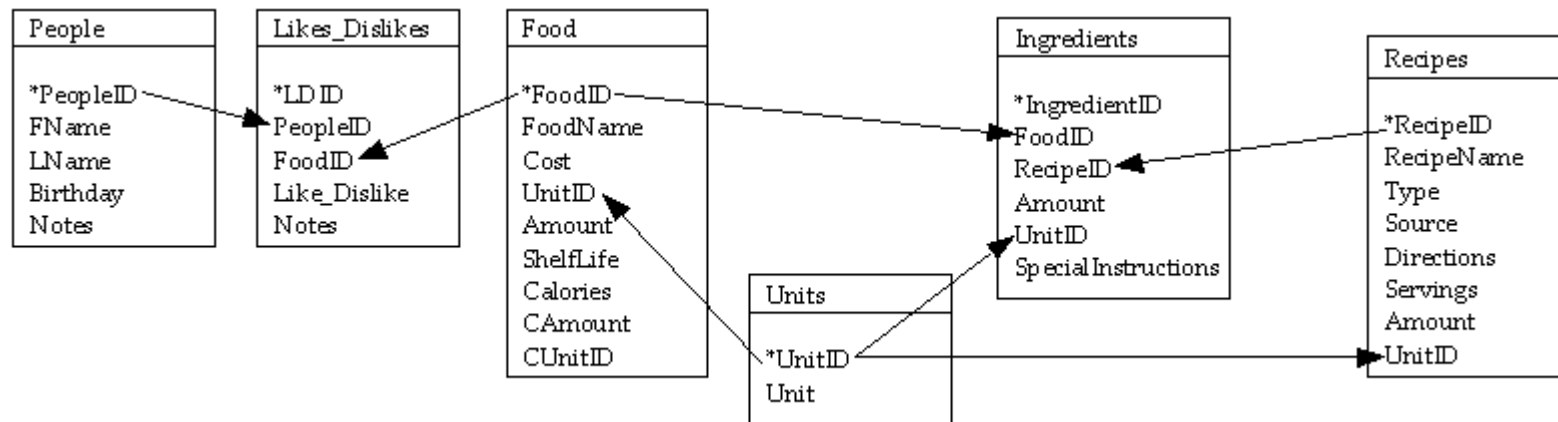 People
*PeopleID
FName
LName
Birthday
Notes
Likes_Dislikes
*LDID
PeopleID
FoodID
Like_Dislike
Notes
Food
*FoodID
FoodName
Cost
UnitID
Amount
ShelfLife
Calories
CAmount
CUnitID
Units
*UnitID
Unit
Ingredients
*IngredientID
FoodID
RecipeID
Amount
UnitID
SpecialInstructions
Recipes
*RecipeID
RecipeName
Type
Source
Directions
Servings
Amount
UnitID